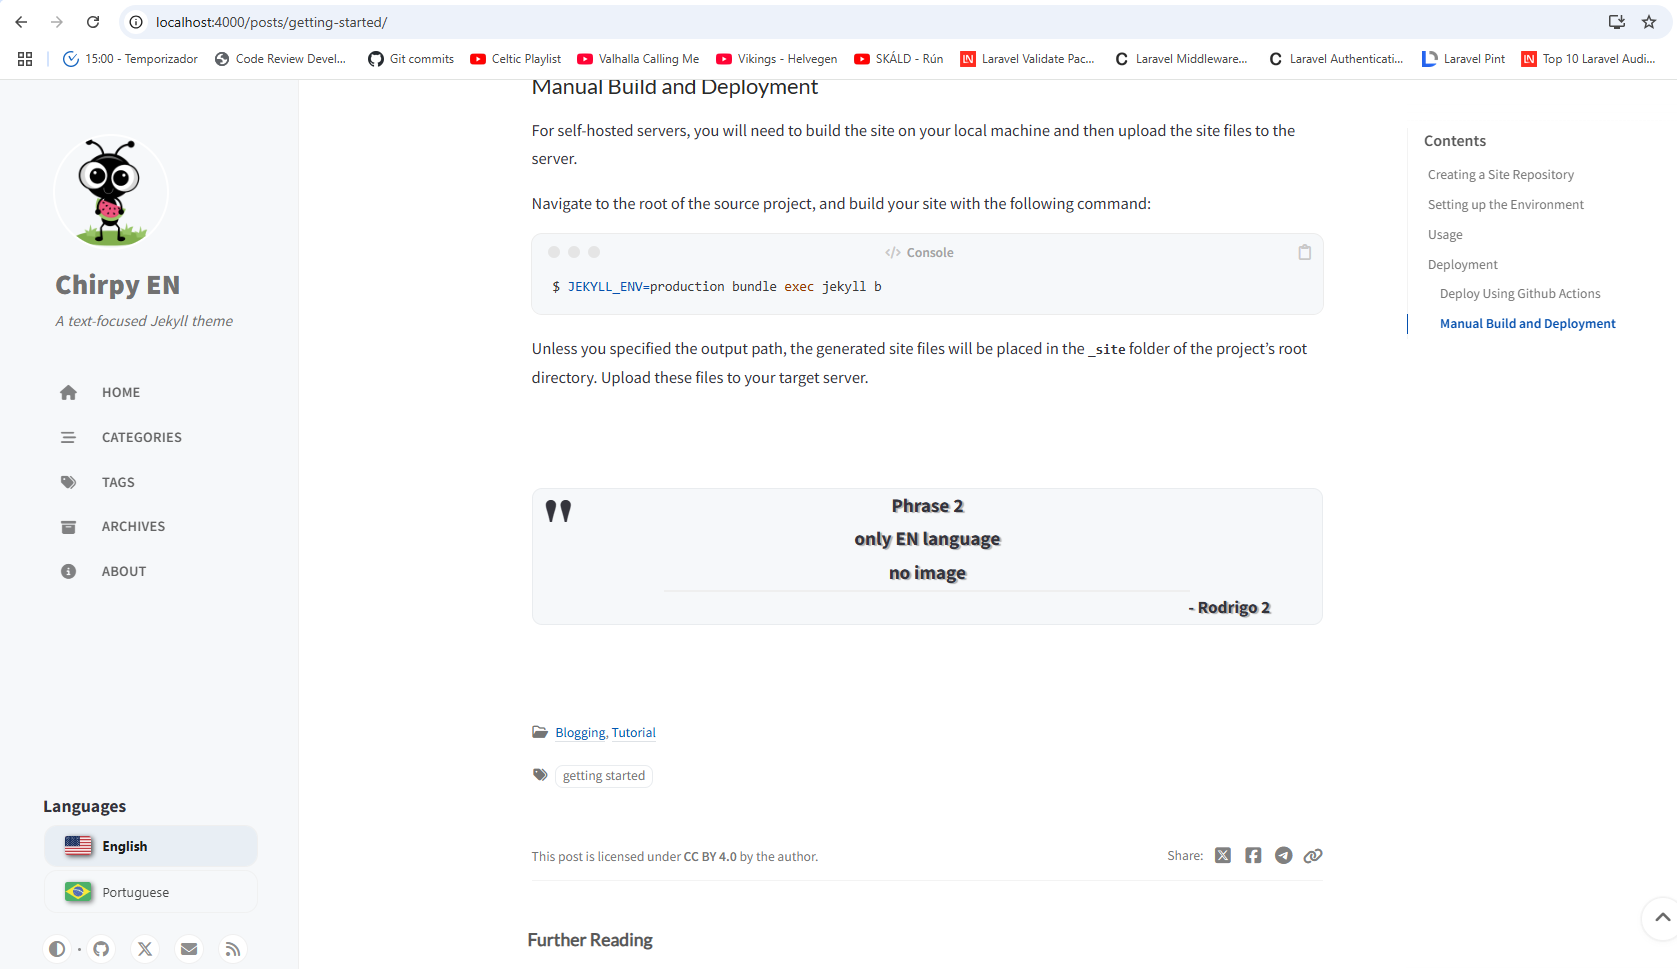 localhost:4000/posts/getting-started/
15:00 - Temporizador
Code Review Devel...
Git commits
Celtic Playlist
Valhalla Calling Me
Vikings - Helvegen
SKÁLD - Rún
Laravel Validate Pac...
Laravel Middleware...
Laravel Authenticati...
Laravel Pint
Top 10 Laravel Audi...
Chirpy EN
A text-focused Jekyll theme
HOME
CATEGORIES
TAGS
ARCHIVES
ABOUT
Languages
English
Portuguese
Manual Build and Deployment
For self-hosted servers, you will need to build the site on your local machine and then upload the site files to the
server.
Navigate to the root of the source project, and build your site with the following command:
</> Console
$ JEKYLL_ENV=production bundle exec jekyll b
Unless you specified the output path, the generated site files will be placed in the _site folder of the project’s root
directory. Upload these files to your target server.
"
Phrase 2
only EN language
no image
- Rodrigo 2
Blogging, Tutorial
getting started
This post is licensed under CC BY 4.0 by the author.
Share:
Further Reading
Contents
Creating a Site Repository
Setting up the Environment
Usage
Deployment
Deploy Using Github Actions
Manual Build and Deployment